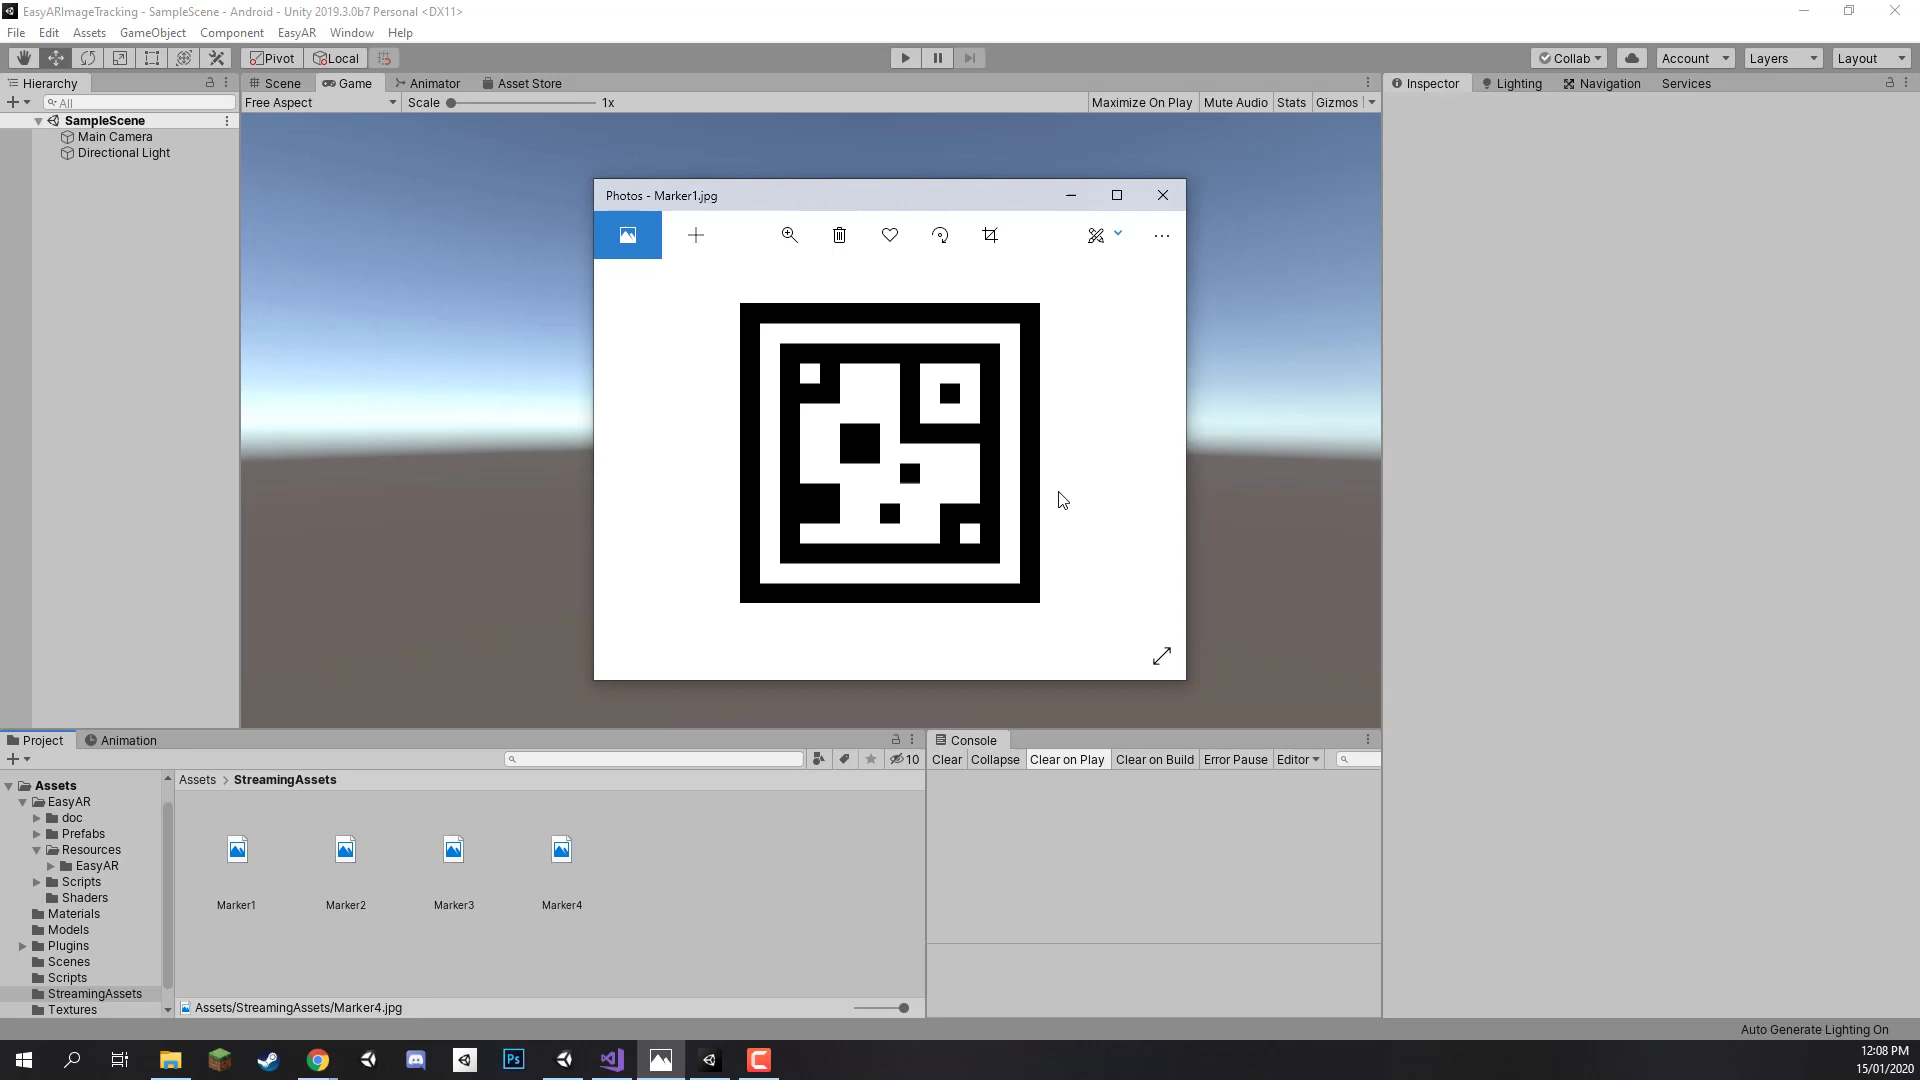 EasyARImageTracking - SampleScene - Android - Unity 2019.3.0b7 Personal <DX11>
File Edit Assets GameObject Component EasyAR Window Help
Pivot Local Collab Account Layers Layout
Hierarchy Scene Game Animator Asset Store Inspector Lighting Navigation Services
All Free Aspect Scale 1x Maximize On Play Mute Audio Stats Gizmos
SampleScene
Main Camera
Directional Light
Photos - Marker1.jpg
Project Animation Console
10 Clear Collapse Clear on Play Clear on Build Error Pause Editor
Assets > StreamingAssets
Assets
EasyAR
doc
Prefabs
Resources
EasyAR
Scripts
Shaders
Materials
Models
Plugins
Scenes
Scripts
StreamingAssets
Textures
Marker1 Marker2 Marker3 Marker4
Assets/StreamingAssets/Marker4.jpg
Auto Generate Lighting On
Ps
12:08 PM
15/01/2020